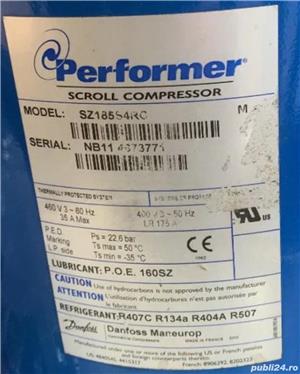 Performer®
SCROLL COMPRESSOR
MODEL: SZ185S4RC M
SERIAL: NB11
THERMALLY PROTECTED SYSTEM
460 V 3 ~ 60 Hz 400 V 3 ~ 50 Hz
35 A Max LR 175 A
P.E.D. Ps = 22.6 bar
Marking Ts max = 50°C
L.P side Ts min = -35°C
CE
LUBRICANT: P.O.E. 160SZ
CAUTION Use of hydrocarbons is not approved by the manufacturer
ATTENTION L'utilisation d'hydrocarbures n'est pas autorisée par
le fabricant
REFRIGERANT: R407C R134a R404A R507
Danfoss Danfoss Maneurop
publi24.ro